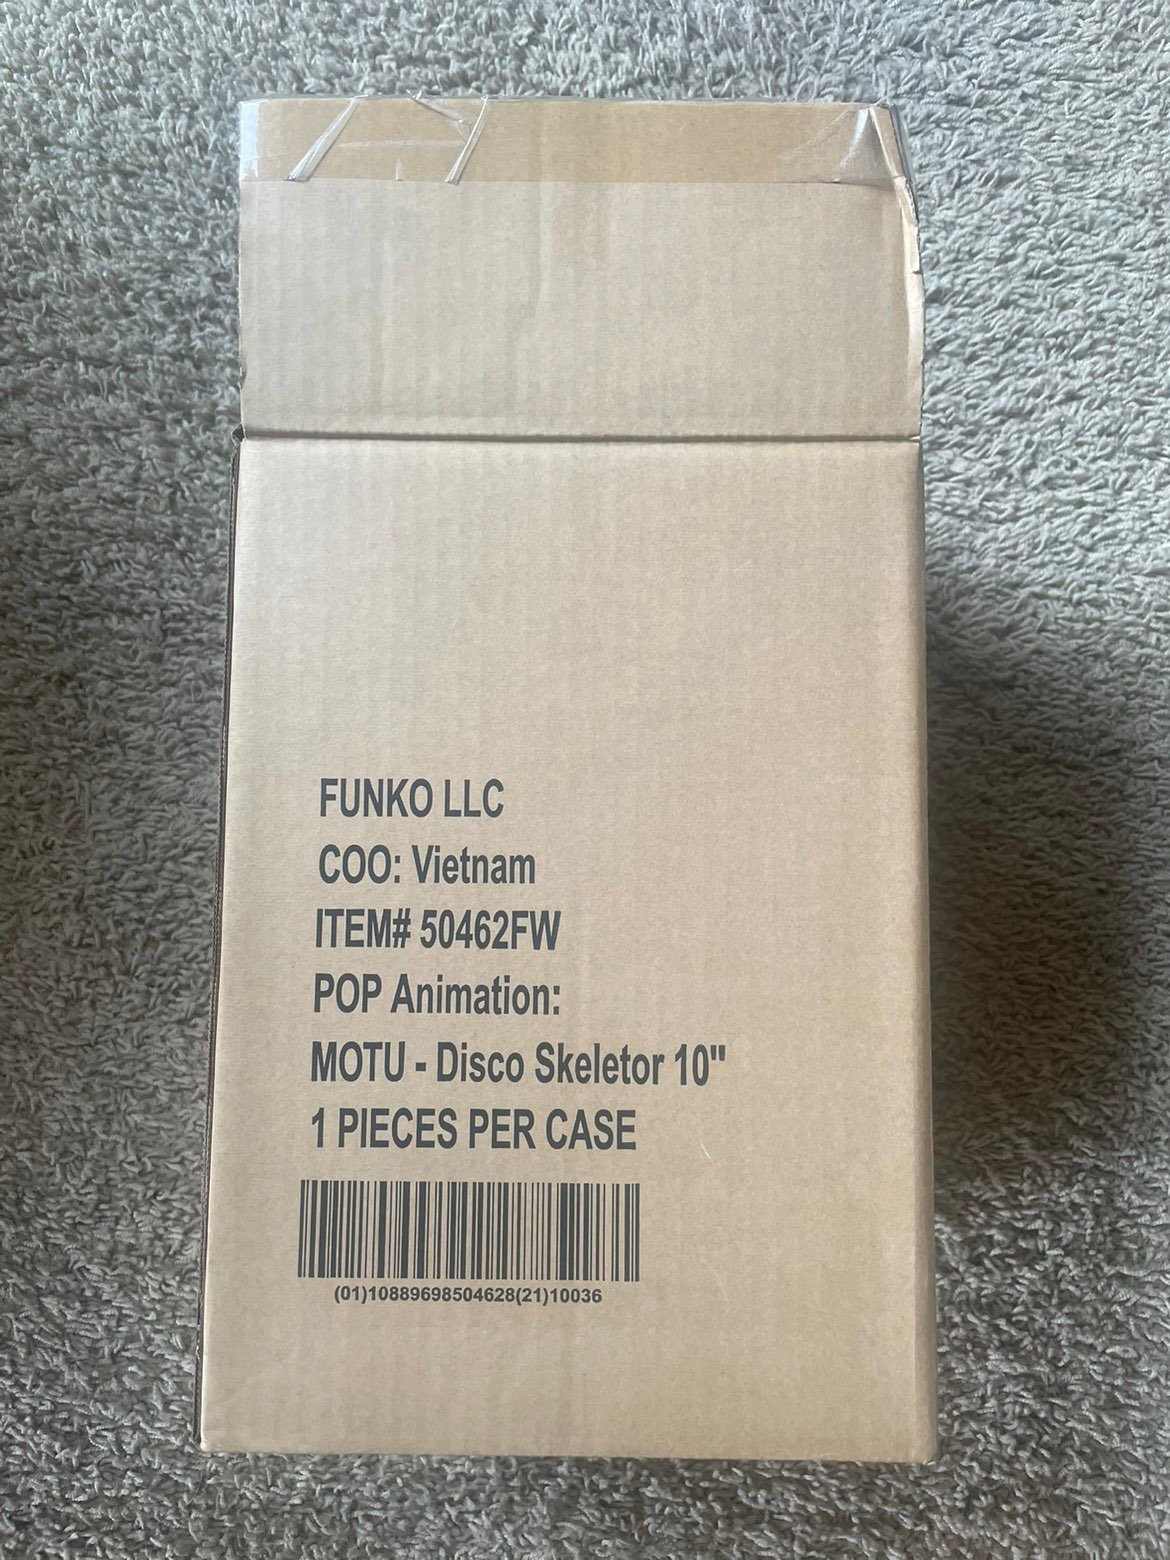 FUNKO LLC
COO: Vietnam
ITEM# 50462FW
POP Animation:
MOTU - Disco Skeletor 10"
1 PIECES PER CASE
(01)10889698504628(21)10036